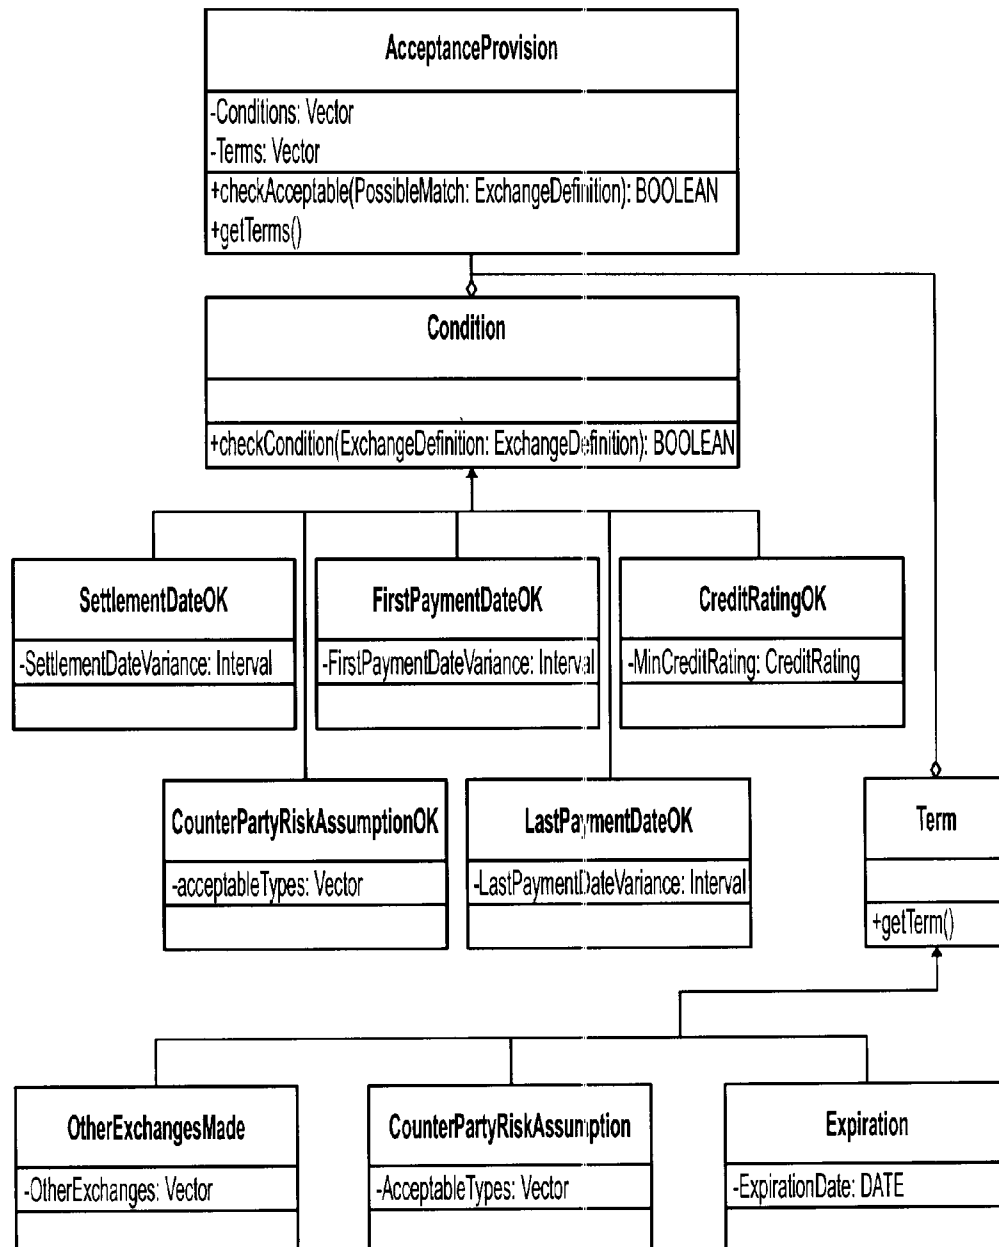 AcceptanceProvision
-Conditions: Vector
-Terms: Vector
+checkAcceptable(PossibleMatch: ExchangeDefinition): BOOLEAN
+getTerms()
Condition
+checkCondition(ExchangeDefinition: ExchangeDefinition): BOOLEAN
SettlementDateOK
-SettlementDateVariance: Interval
FirstPaymentDateOK
-FirstPaymentDateVariance: Interval
CreditRatingOK
-MinCreditRating: CreditRating
CounterPartyRiskAssumptionOK
-acceptableTypes: Vector
LastPaymentDateOK
-LastPaymentDateVariance: Interval
Term
+getTerm()
OtherExchangesMade
-OtherExchanges: Vector
CounterPartyRiskAssumption
-AcceptableTypes: Vector
Expiration
-ExpirationDate: DATE